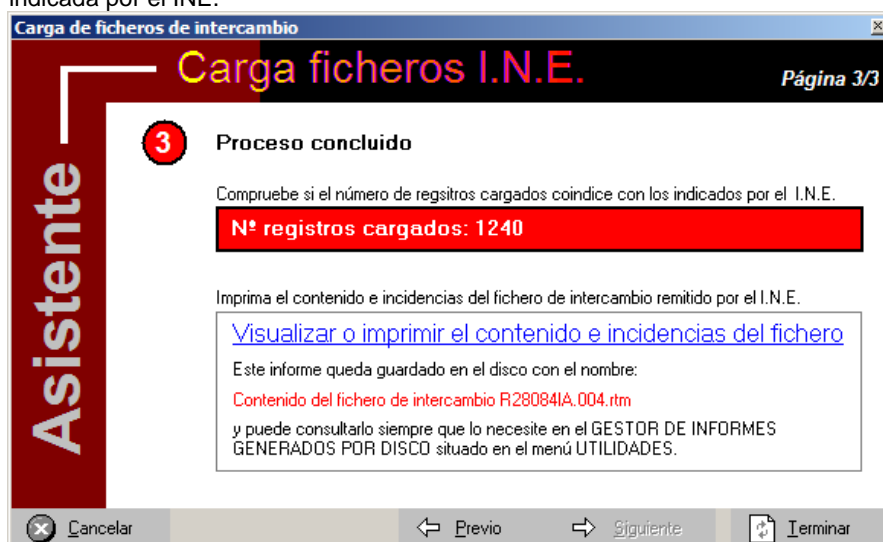 indicada por el INE.
Carga de ficheros de intercambio
Carga ficheros I.N.E.
Página 3/3
Asistente
3
Proceso concluido
Compruebe si el número de regsitros cargados coindice con los indicados por el I.N.E.
Nº registros cargados: 1240
Imprima el contenido e incidencias del fichero de intercambio remitido por el I.N.E.
Visualizar o imprimir el contenido e incidencias del fichero
Este informe queda guardado en el disco con el nombre:
Contenido del fichero de intercambio R28084IA.004.rtm
y puede consultarlo siempre que lo necesite en el GESTOR DE INFORMES
GENERADOS POR DISCO situado en el menú UTILIDADES.
Cancelar
Previo
Siguiente
Terminar